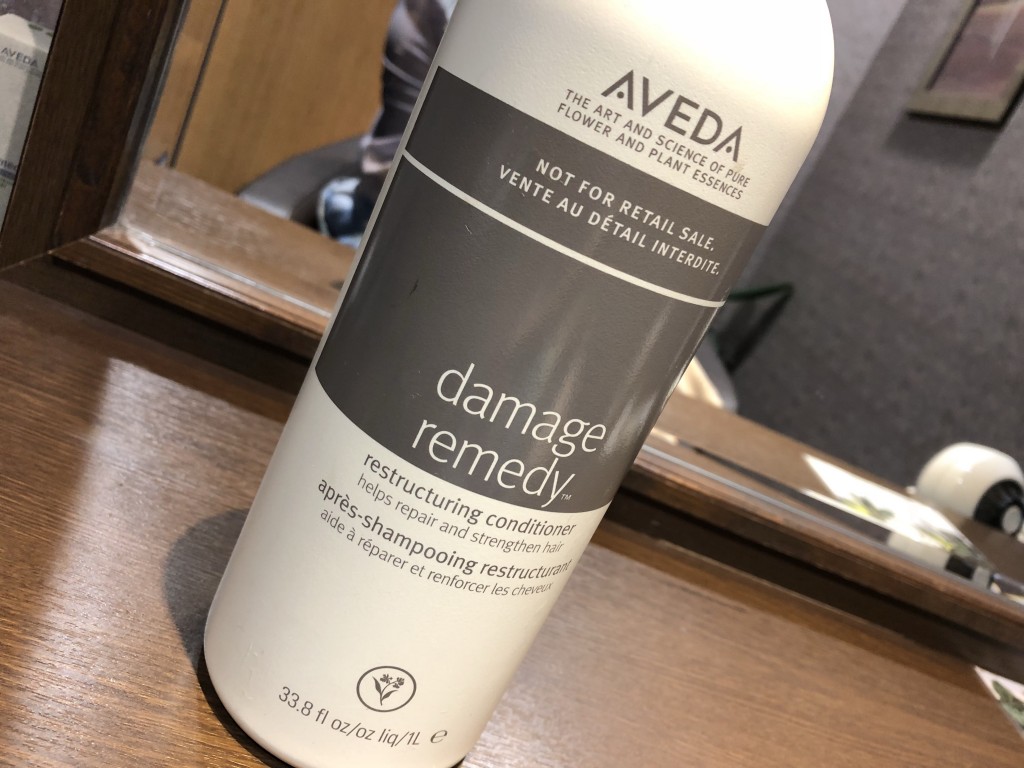 AVEDA
THE ART AND SCIENCE OF PURE
FLOWER AND PLANT ESSENCES
NOT FOR RETAIL SALE.
VENTE AU DÉTAIL INTERDITE.
damage
remedy™
restructuring conditioner
helps repair and strengthen hair
après-shampooing restructurant
aide à réparer et renforcer les cheveux
33.8 fl oz/oz liq/1L ℮
AVEDA